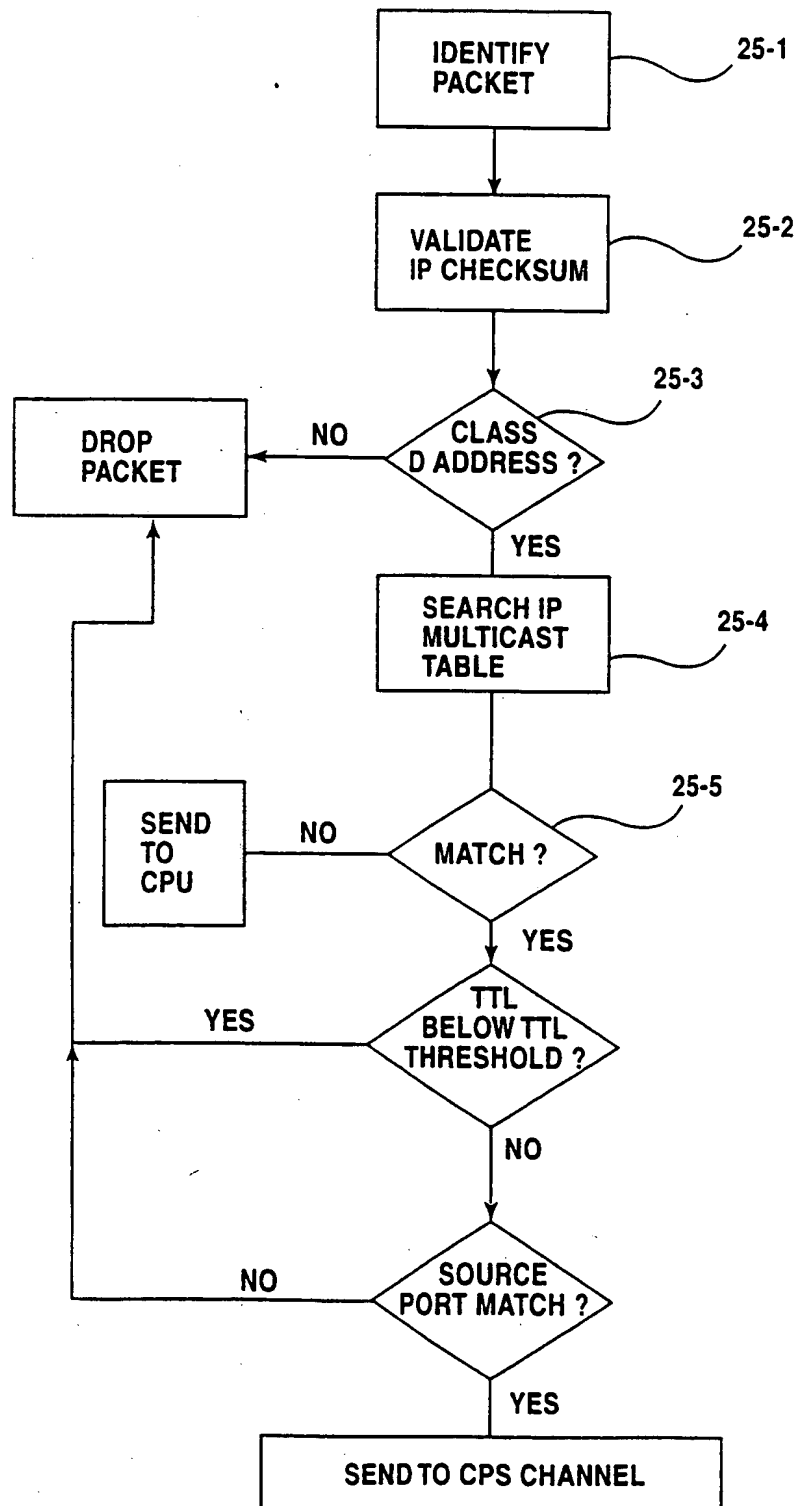 IDENTIFY
PACKET
25-1
VALIDATE
IP CHECKSUM
25-2
25-3
CLASS
D ADDRESS ?
NO
DROP
PACKET
YES
SEARCH IP
MULTICAST
TABLE
25-4
25-5
MATCH ?
NO
SEND
TO
CPU
YES
TTL
BELOW TTL
THRESHOLD ?
YES
NO
SOURCE
PORT MATCH ?
NO
YES
SEND TO CPS CHANNEL